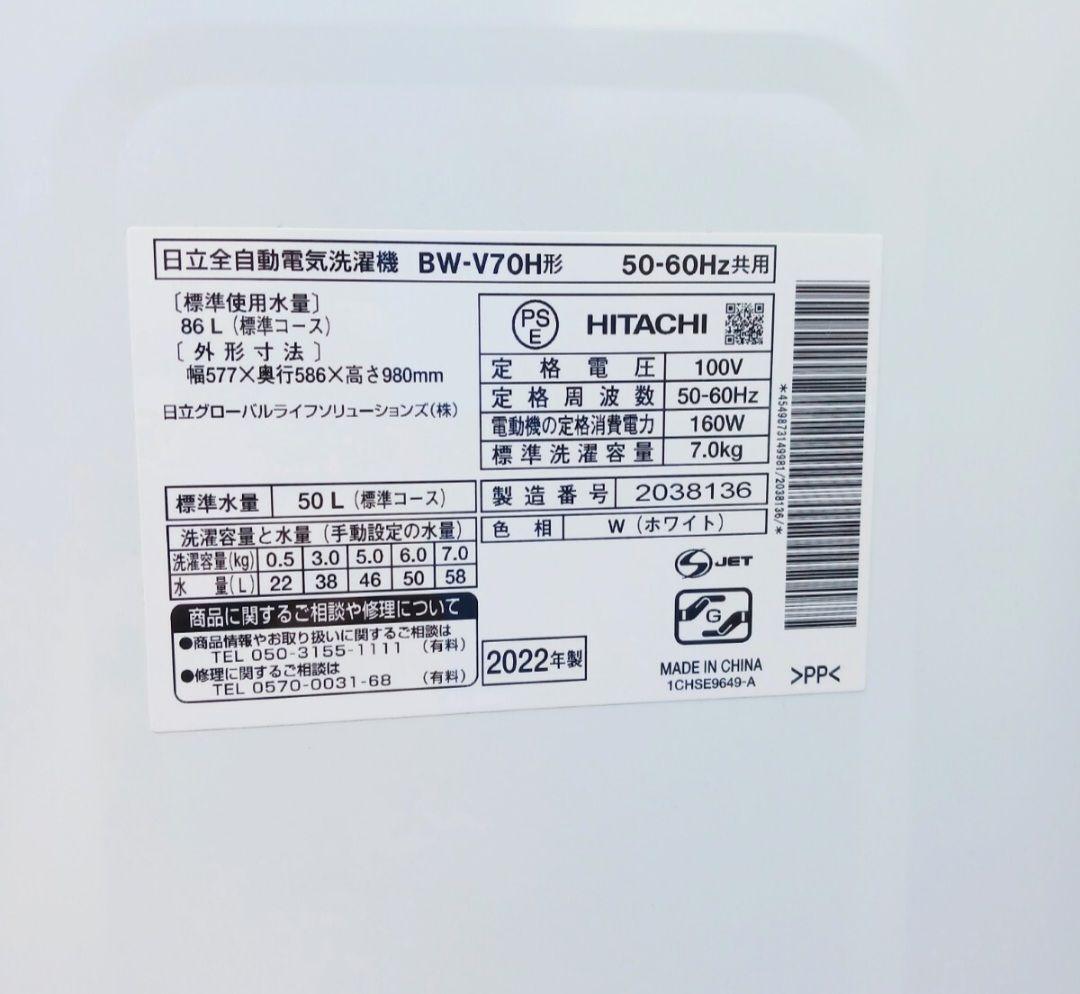 日立全自動電気洗濯機 BW-V70H形 50-60Hz共用
〔標準使用水量〕
86 L（標準コース）
〔外形寸法〕
幅577×奥行586×高さ980mm
日立グローバルライフソリューションズ(株)
PS
E
HITACHI
定格電圧 100V
定格周波数 50-60Hz
電動機の定格消費電力 160W
標準洗濯容量 7.0kg
標準水量 50 L（標準コース）
製造番号 2038136
色相 W（ホワイト）
洗濯容量と水量（手動設定の水量）
洗濯容量(kg) 0.5 3.0 5.0 6.0 7.0
水量(L) 22 38 46 50 58
商品に関するご相談や修理について
●商品情報やお取り扱いに関するご相談は
TEL 050-3155-1111 （有料）
●修理に関するご相談は
TEL 0570-0031-68 （有料）
2022年製
S JET
G
MADE IN CHINA
1CHSE9649-A
>PP<
*4549873149981/2038136/*